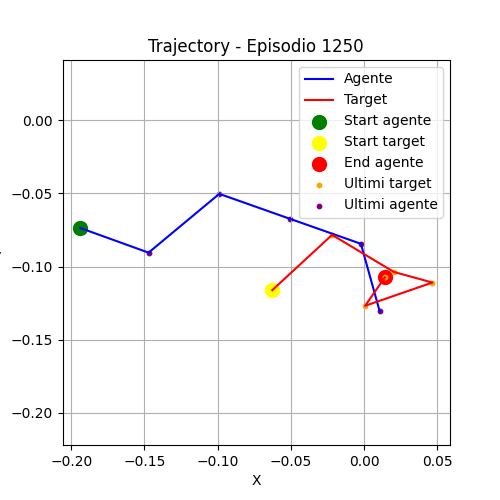 Trajectory - Episodio 1250
Agente
Target
Start agente
Start target
End agente
Ultimi target
Ultimi agente
0.00
−0.05
−0.10
−0.15
−0.20
−0.20
−0.15
−0.10
−0.05
0.00
0.05
X